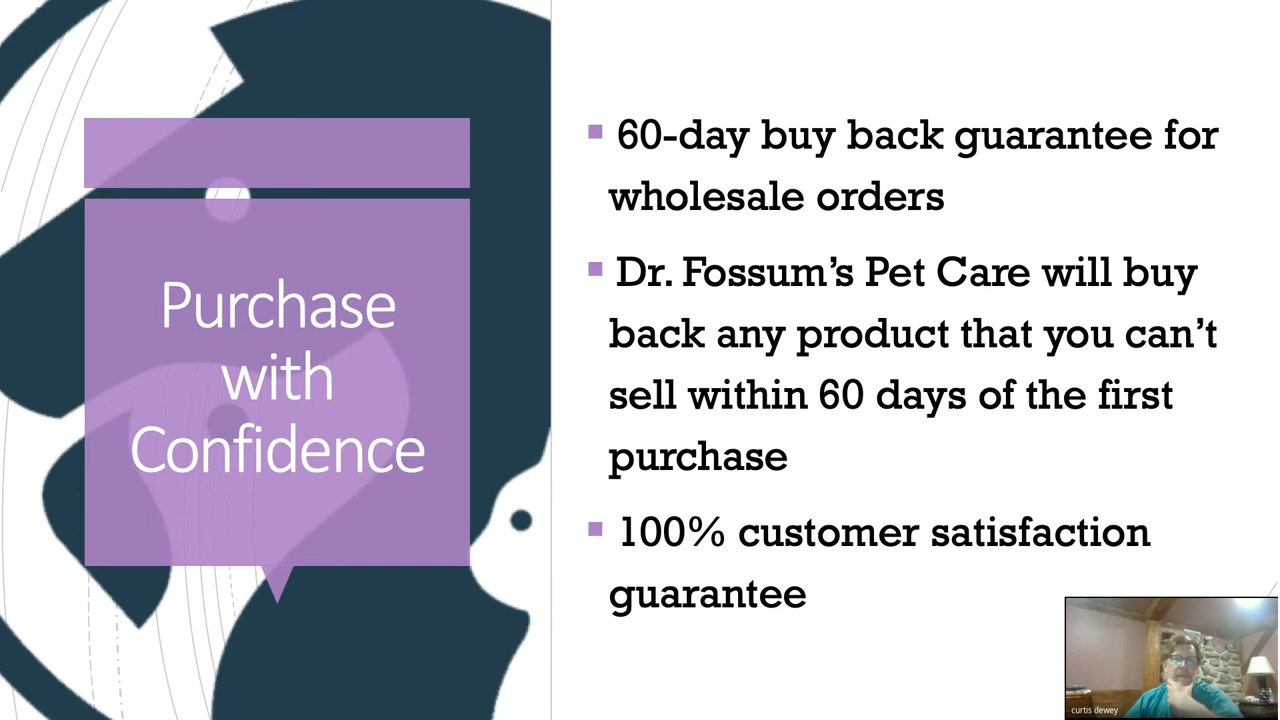 Purchase
with
Confidence
60-day buy back guarantee for
wholesale orders
Dr. Fossum’s Pet Care will buy
back any product that you can’t
sell within 60 days of the first
purchase
100% customer satisfaction
guarantee
curtis dewey